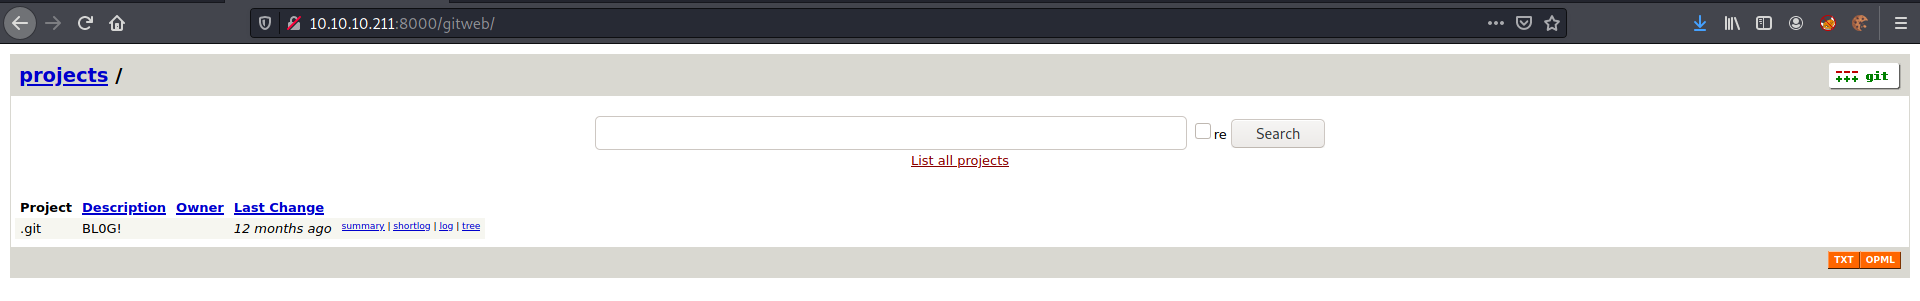 10.10.10.211:8000/gitweb/
projects /
git
re Search
List all projects
Project Description Owner Last Change
.git BL0G! 12 months ago summary | shortlog | log | tree
TXT OPML